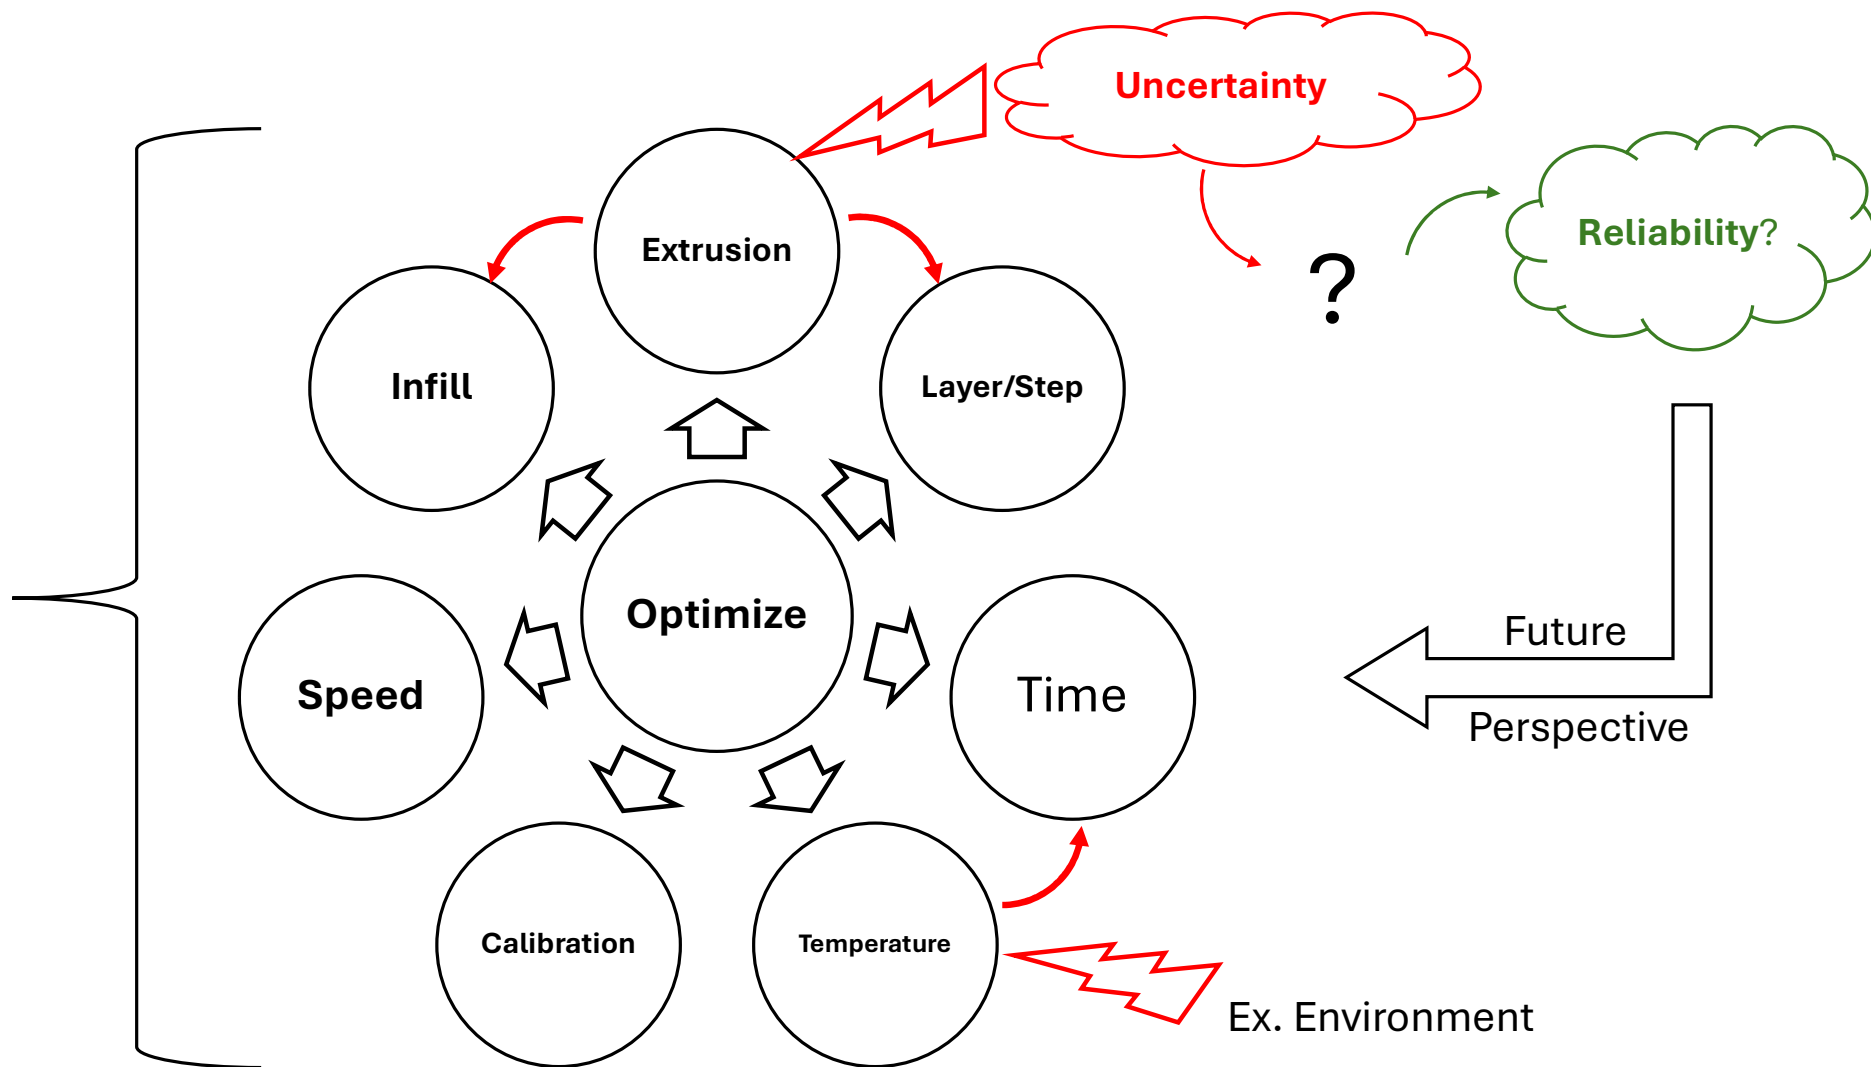 Uncertainty
Reliability?
Extrusion
?
Infill
Layer/Step
Optimize
Future
Speed
Time
Perspective
Calibration
Temperature
Ex. Environment